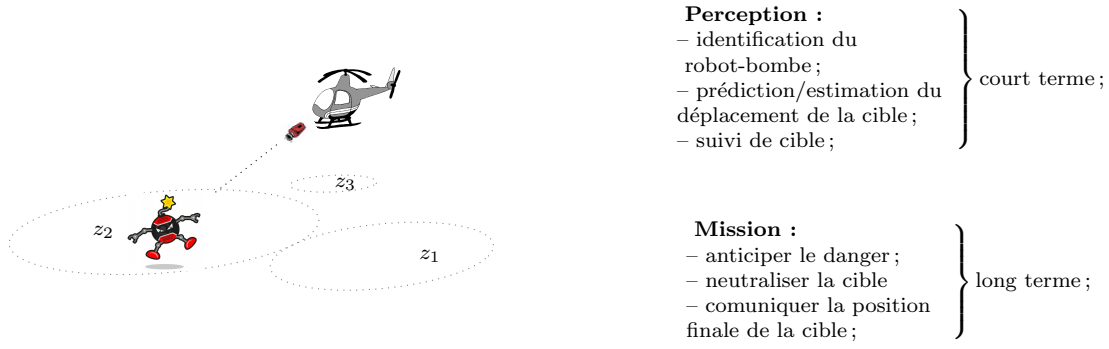 z3
z2
z1
Perception :
– identification du
robot-bombe ;
– prédiction/estimation du
déplacement de la cible ;
– suivi de cible ;
court terme ;
Mission :
– anticiper le danger ;
– neutraliser la cible
– comuniquer la position
finale de la cible ;
long terme ;